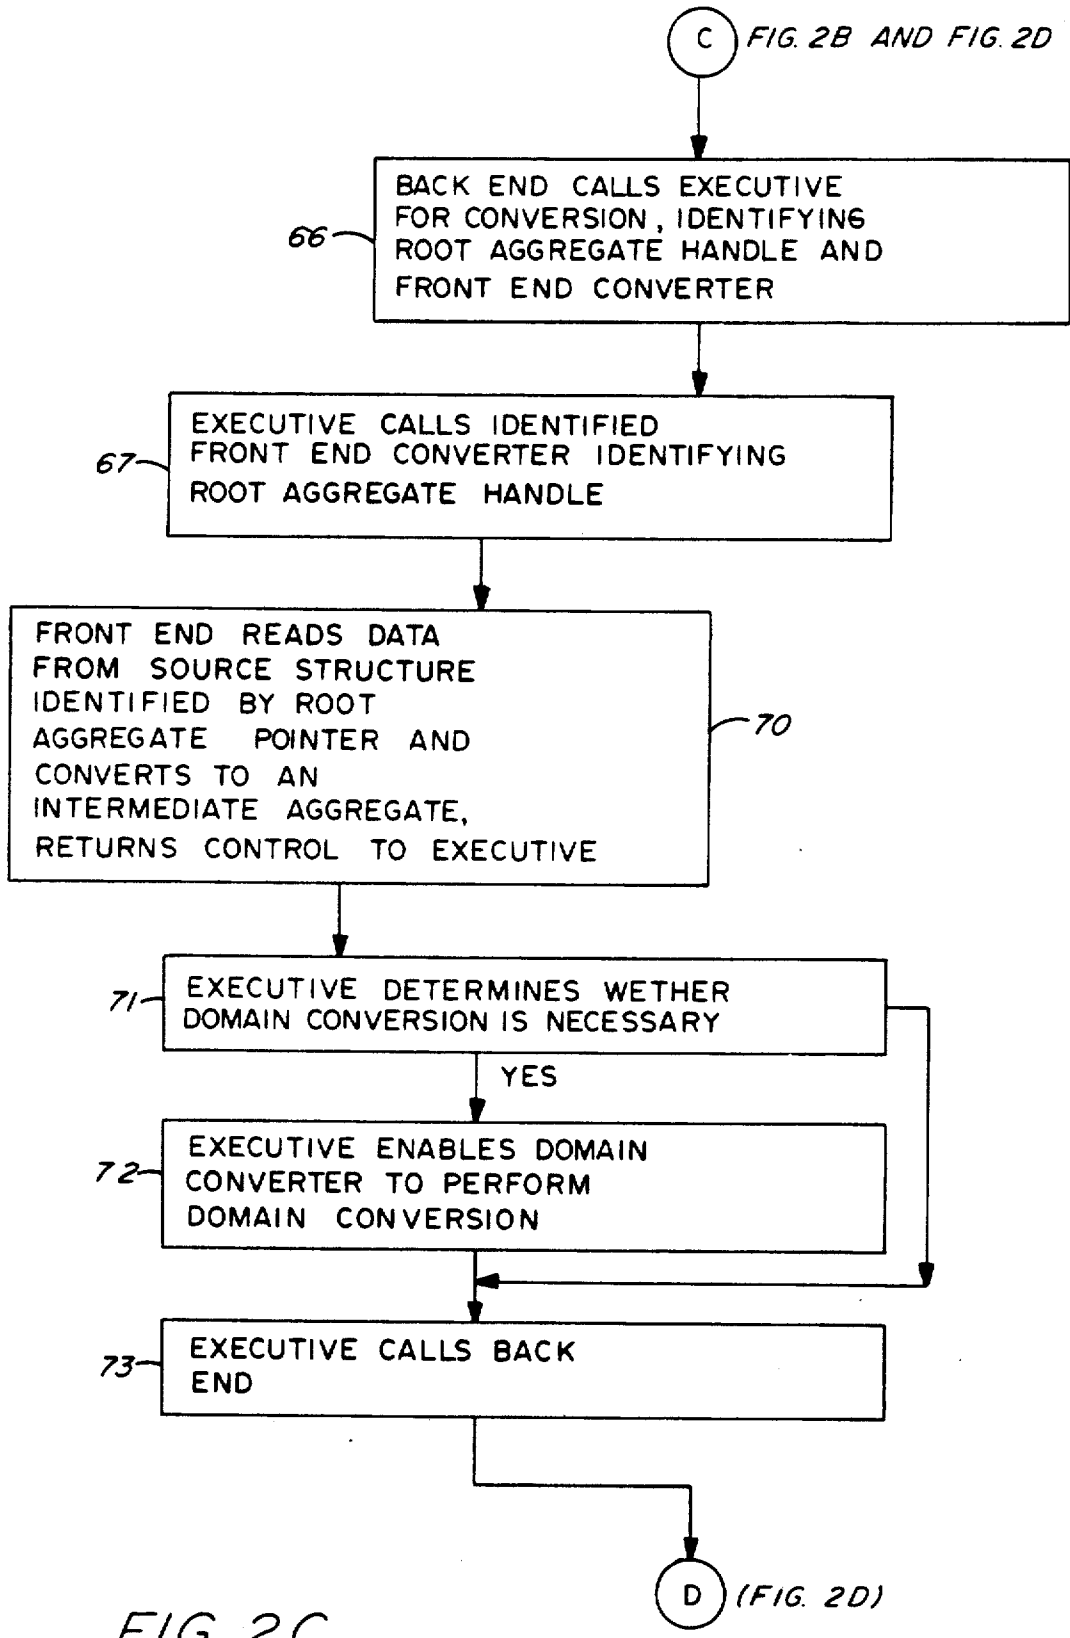 C FIG. 2B AND FIG. 2D
BACK END CALLS EXECUTIVE
FOR CONVERSION, IDENTIFYING
ROOT AGGREGATE HANDLE AND
FRONT END CONVERTER
66
EXECUTIVE CALLS IDENTIFIED
FRONT END CONVERTER IDENTIFYING
ROOT AGGREGATE HANDLE
67
FRONT END READS DATA
FROM SOURCE STRUCTURE
IDENTIFIED BY ROOT
AGGREGATE POINTER AND
CONVERTS TO AN
INTERMEDIATE AGGREGATE,
RETURNS CONTROL TO EXECUTIVE
70
EXECUTIVE DETERMINES WETHER
DOMAIN CONVERSION IS NECESSARY
71
YES
EXECUTIVE ENABLES DOMAIN
CONVERTER TO PERFORM
DOMAIN CONVERSION
72
EXECUTIVE CALLS BACK
END
73
D (FIG. 2D)
FIG. 2C